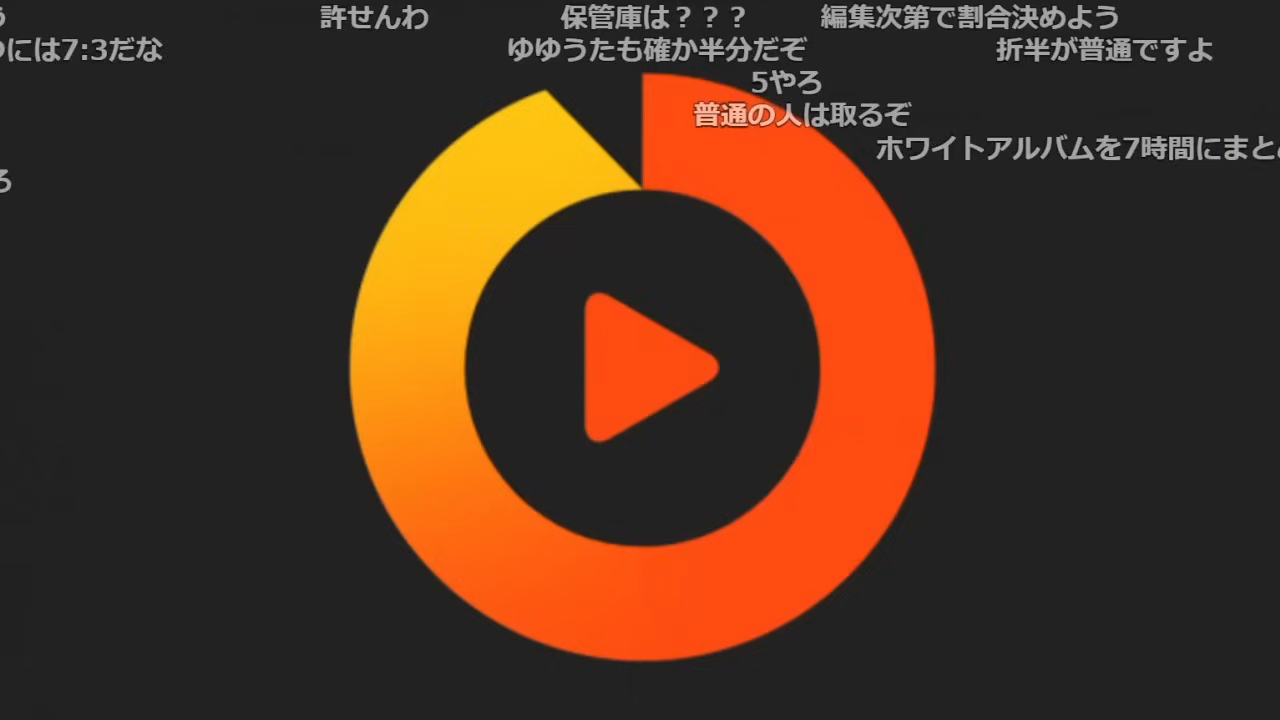 う
許せんわ
保管庫は？？？
編集次第で割合決めよう
には7:3だな
ゆゆうたも確か半分だぞ
折半が普通ですよ
5やろ
普通の人は取るぞ
ホワイトアルバムを7時間にまと
ろ